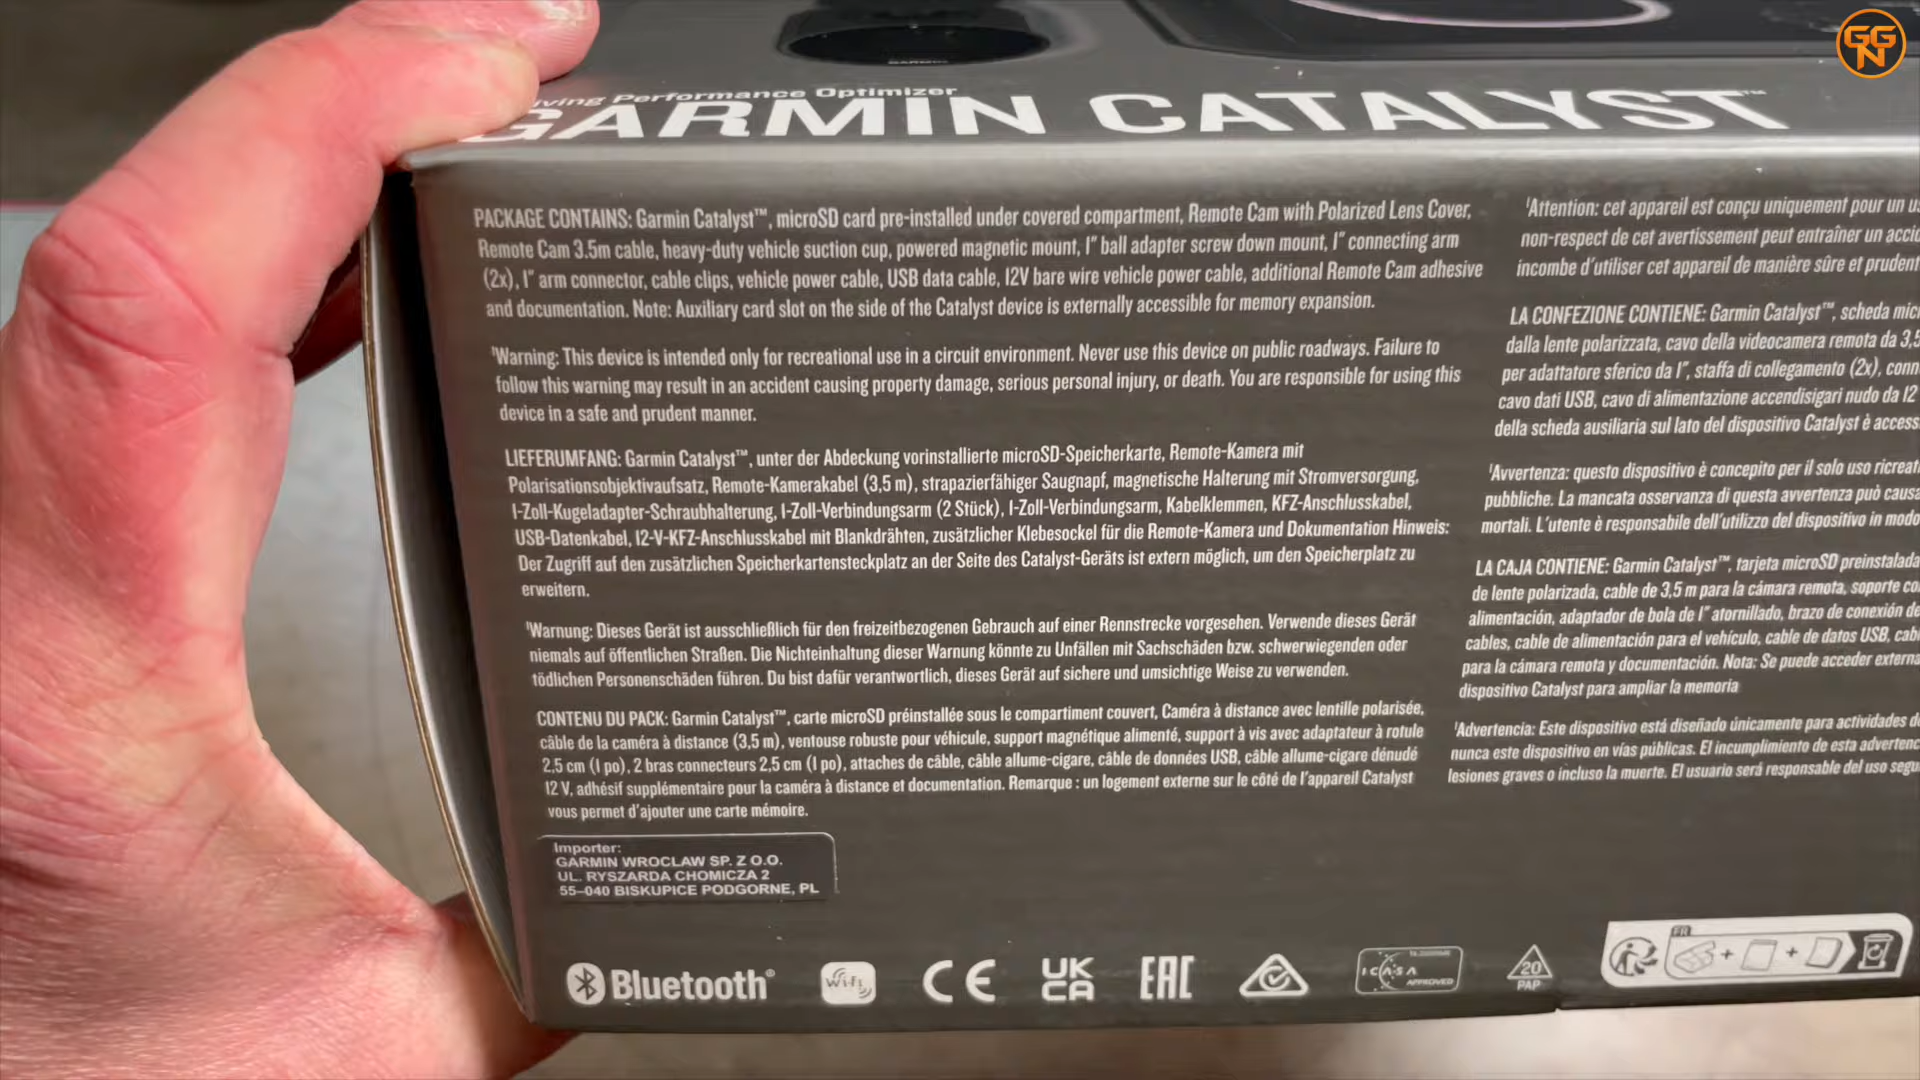 GGN
GARMIN
Driving Performance Optimizer
GARMIN CATALYST™
PACKAGE CONTAINS: Garmin Catalyst™, microSD card pre-installed under covered compartment, Remote Cam with Polarized Lens Cover,
Remote Cam 3.5m cable, heavy-duty vehicle suction cup, powered magnetic mount, 1" ball adapter screw down mount, 1" connecting arm
(2x), 1" arm connector, cable clips, vehicle power cable, USB data cable, 12V bare wire vehicle power cable, additional Remote Cam adhesive
and documentation. Note: Auxiliary card slot on the side of the Catalyst device is externally accessible for memory expansion.
¹Warning: This device is intended only for recreational use in a circuit environment. Never use this device on public roadways. Failure to
follow this warning may result in an accident causing property damage, serious personal injury, or death. You are responsible for using this
device in a safe and prudent manner.
LIEFERUMFANG: Garmin Catalyst™, unter der Abdeckung vorinstallierte microSD-Speicherkarte, Remote-Kamera mit
Polarisationsobjektivaufsatz, Remote-Kamerakabel (3,5 m), strapazierfähiger Saugnapf, magnetische Halterung mit Stromversorgung,
1-Zoll-Kugeladapter-Schraubhalterung, 1-Zoll-Verbindungsarm (2 Stück), 1-Zoll-Verbindungsarm, Kabelklemmen, KFZ-Anschlusskabel,
USB-Datenkabel, 12-V-KFZ-Anschlusskabel mit Blankdrähten, zusätzlicher Klebesockel für die Remote-Kamera und Dokumentation Hinweis:
Der Zugriff auf den zusätzlichen Speicherkartensteckplatz an der Seite des Catalyst-Geräts ist extern möglich, um den Speicherplatz zu
erweitern.
¹Warnung: Dieses Gerät ist ausschließlich für den freizeitbezogenen Gebrauch auf einer Rennstrecke vorgesehen. Verwende dieses Gerät
niemals auf öffentlichen Straßen. Die Nichteinhaltung dieser Warnung könnte zu Unfällen mit Sachschäden bzw. schwerwiegenden oder
tödlichen Personenschäden führen. Du bist dafür verantwortlich, dieses Gerät auf sichere und umsichtige Weise zu verwenden.
CONTENU DU PACK: Garmin Catalyst™, carte microSD préinstallée sous le compartiment couvert, Caméra à distance avec lentille polarisée,
câble de la caméra à distance (3,5 m), ventouse robuste pour véhicule, support magnétique alimenté, support à vis avec adaptateur à rotule
2,5 cm (1 po), 2 bras connecteurs 2,5 cm (1 po), attaches de câble, câble allume-cigare, câble de données USB, câble allume-cigare dénudé
12 V, adhésif supplémentaire pour la caméra à distance et documentation. Remarque : un logement externe sur le côté de l'appareil Catalyst
vous permet d'ajouter une carte mémoire.
¹Attention: cet appareil est conçu uniquement pour un
non-respect de cet avertissement peut entraîner un
incombe d'utiliser cet appareil de manière sûre et
LA CONFEZIONE CONTIENE: Garmin Catalyst™, scheda
dalla lente polarizzata, cavo della videocamera remota da
per adattatore sferico da 1", staffa di collegamento (2x),
cavo dati USB, cavo di alimentazione accendisigari nudo da 12
della scheda ausiliaria sul lato del dispositivo Catalyst è
¹Avvertenza: questo dispositivo è concepito per il solo uso
pubbliche. La mancata osservanza di questa avvertenza può
mortali. L'utente è responsabile dell'utilizzo del dispositivo in modo
LA CAJA CONTIENE: Garmin Catalyst™, tarjeta microSD preinstalada
de lente polarizada, cable de 3,5 m para la cámara remota, soporte
alimentación, adaptador de bola de 1" atornillado, brazo de conexión
cables, cable de alimentación para el vehículo, cable de datos USB,
para la cámara remota y documentación. Nota: Se puede acceder
dispositivo Catalyst para ampliar la memoria
¹Advertencia: Este dispositivo está diseñado únicamente para actividades
nunca este dispositivo en vías públicas. El incumplimiento de esta
lesiones graves o incluso la muerte. El usuario será responsable del uso
Importer:
GARMIN WROCLAW SP. Z O.O.
UL. RYSZARDA CHOMICZA 2
55-040 BISKUPICE PODGORNE, PL
Bluetooth® Wi-Fi CE UKCA EAC ICASA APPROVED 20 PAP FR